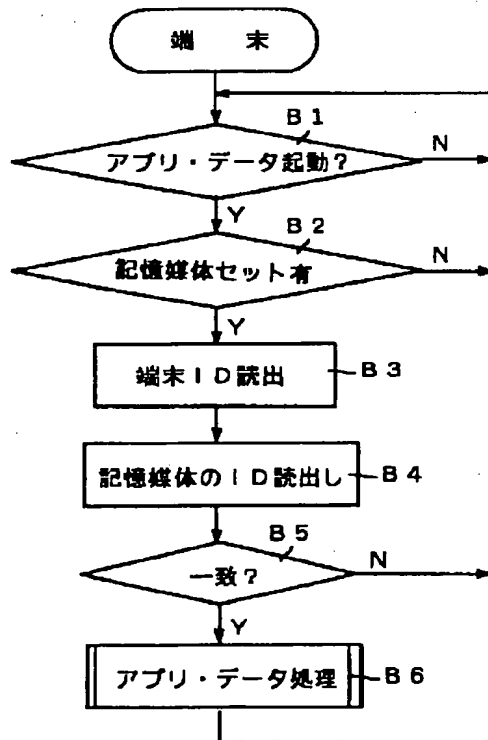 端 末
B1
アプリ・データ起動?
N
Y
B2
記憶媒体セット有
N
Y
端末ID読出
B3
記憶媒体のID読出し
B4
B5
一致?
N
Y
アプリ・データ処理
B6